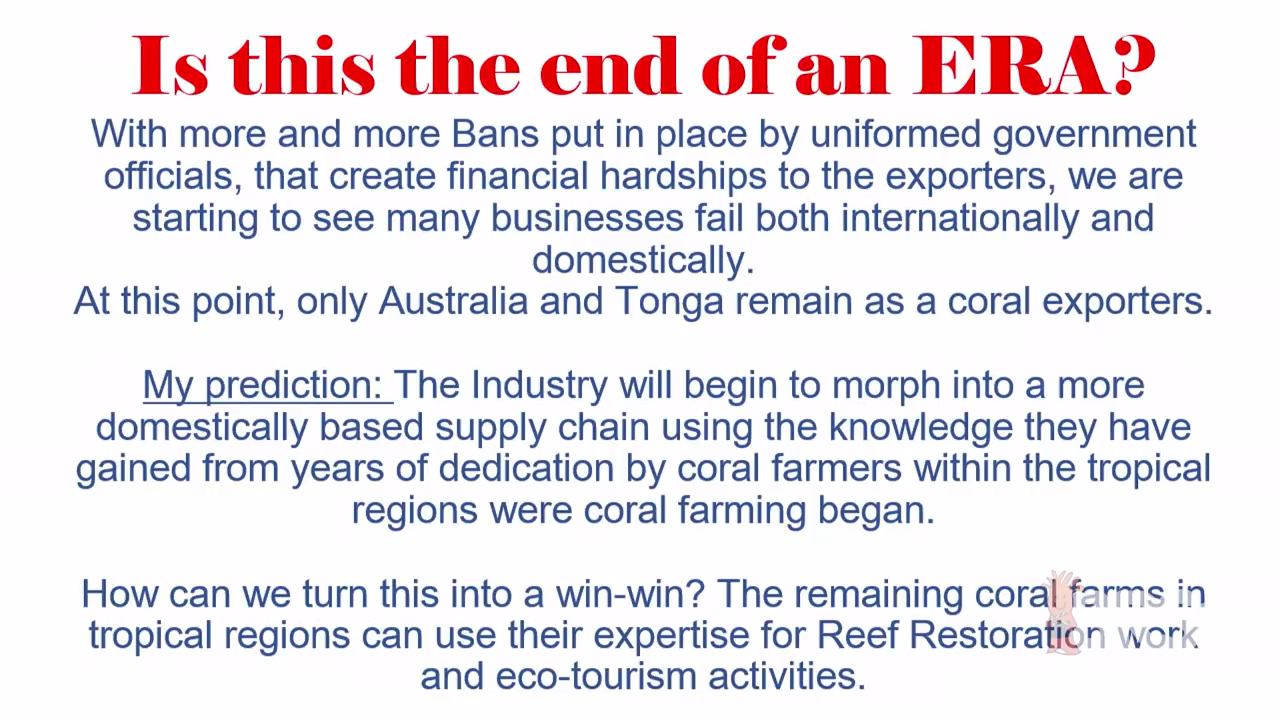 Is this the end of an ERA?
With more and more Bans put in place by uniformed government
officials, that create financial hardships to the exporters, we are
starting to see many businesses fail both internationally and
domestically.
At this point, only Australia and Tonga remain as a coral exporters.
My prediction: The Industry will begin to morph into a more
domestically based supply chain using the knowledge they have
gained from years of dedication by coral farmers within the tropical
regions were coral farming began.
How can we turn this into a win-win? The remaining coral farms in
tropical regions can use their expertise for Reef Restoration work
and eco-tourism activities.